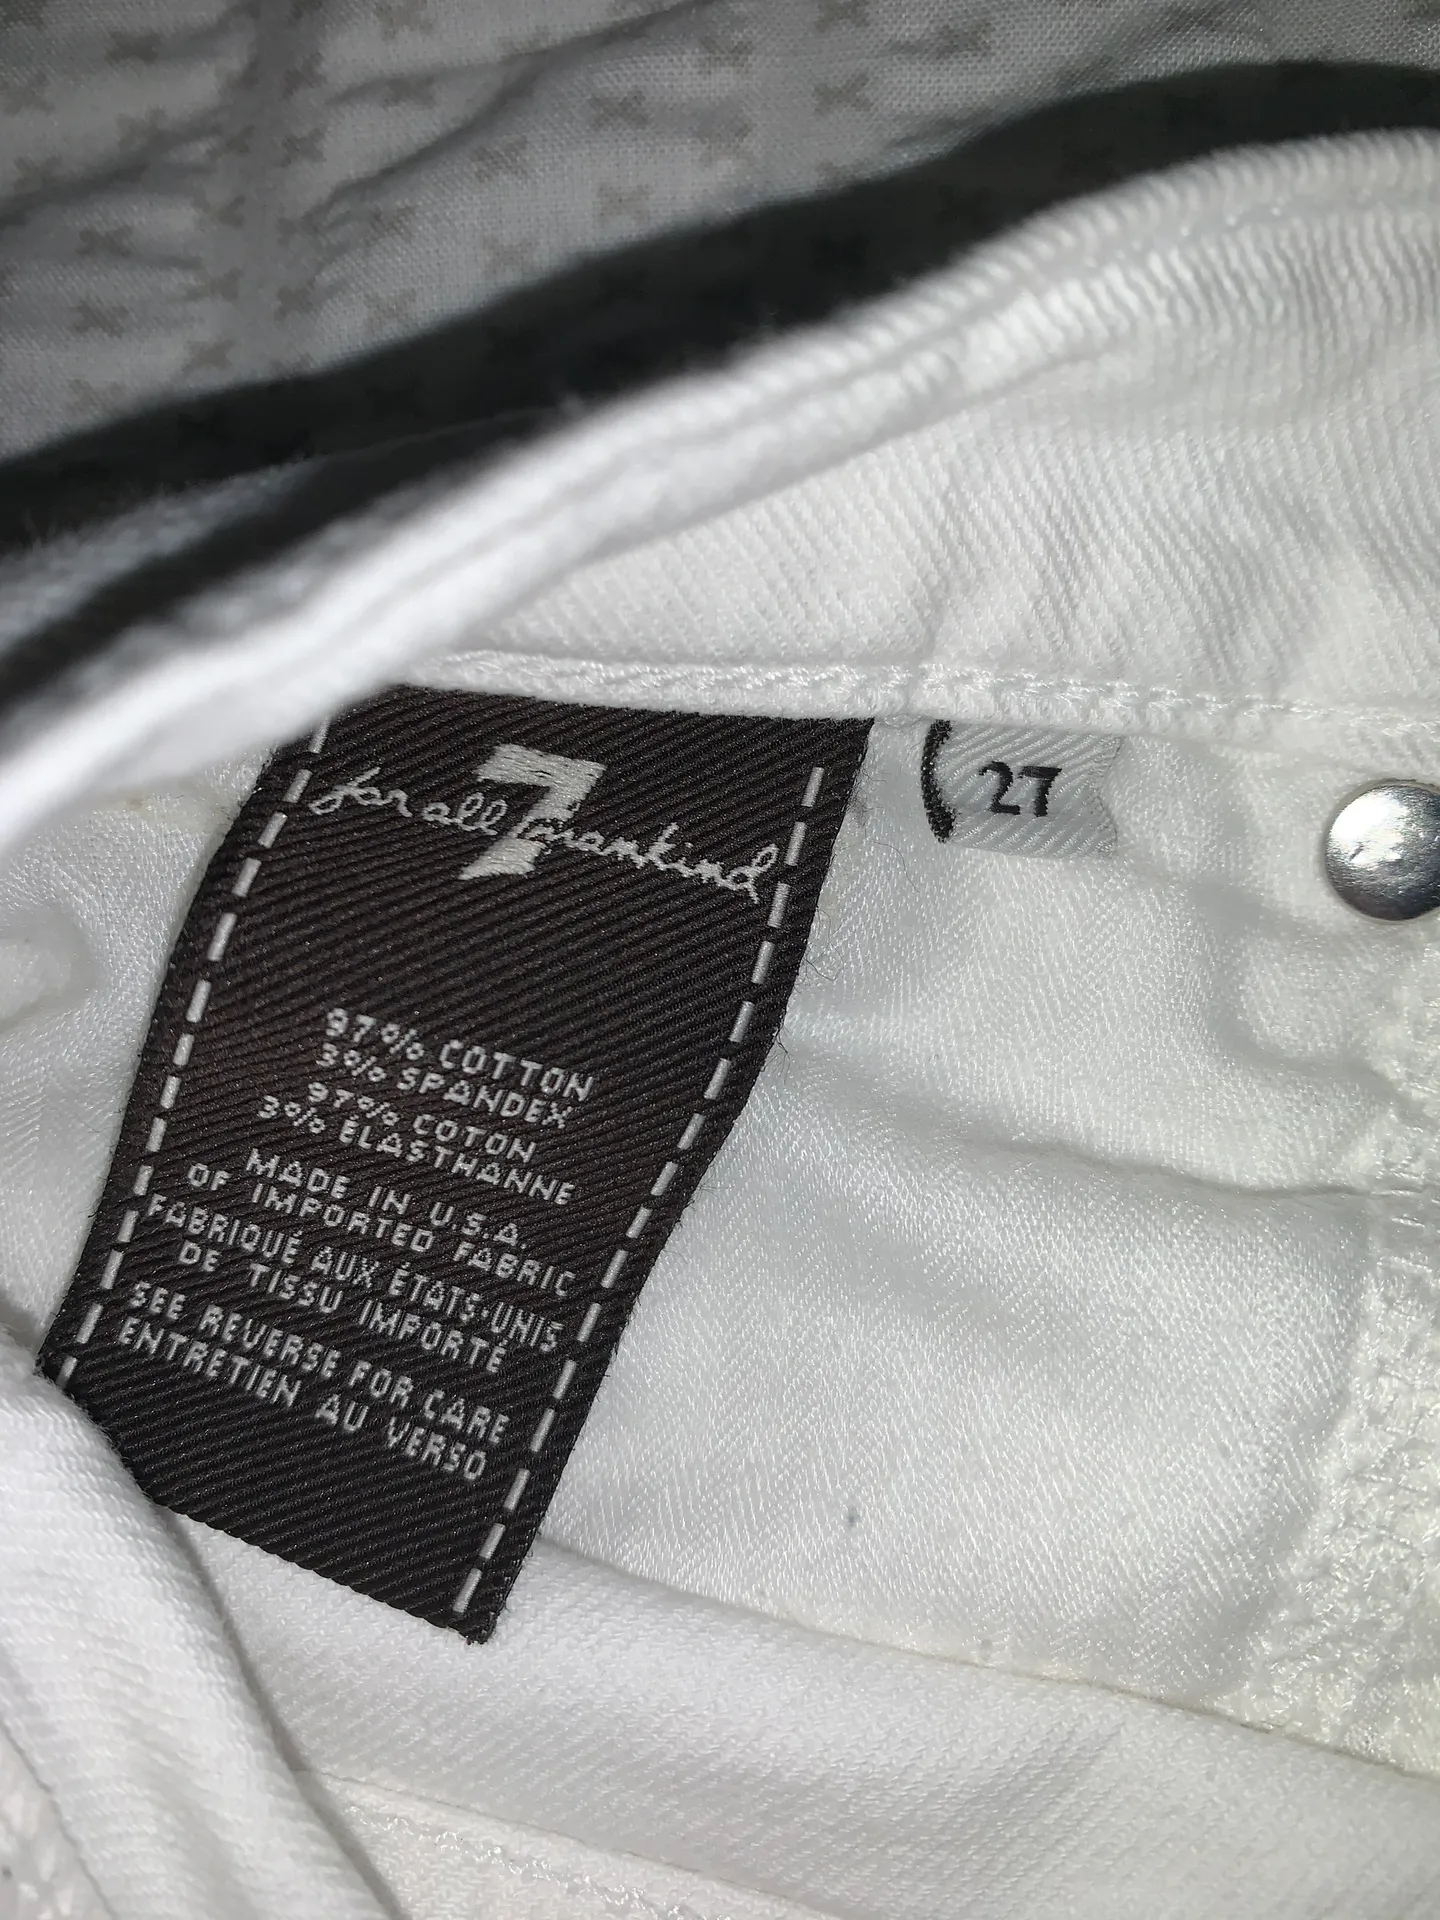 7
for all mankind
27
97% COTTON
3% SPANDEX
97% COTON
3% ÉLASTHANNE
MADE IN U.S.A.
OF IMPORTED FABRIC
FABRIQUÉ AUX ÉTATS-UNIS
DE TISSU IMPORTÉ
SEE REVERSE FOR CARE
ENTRETIEN AU VERSO